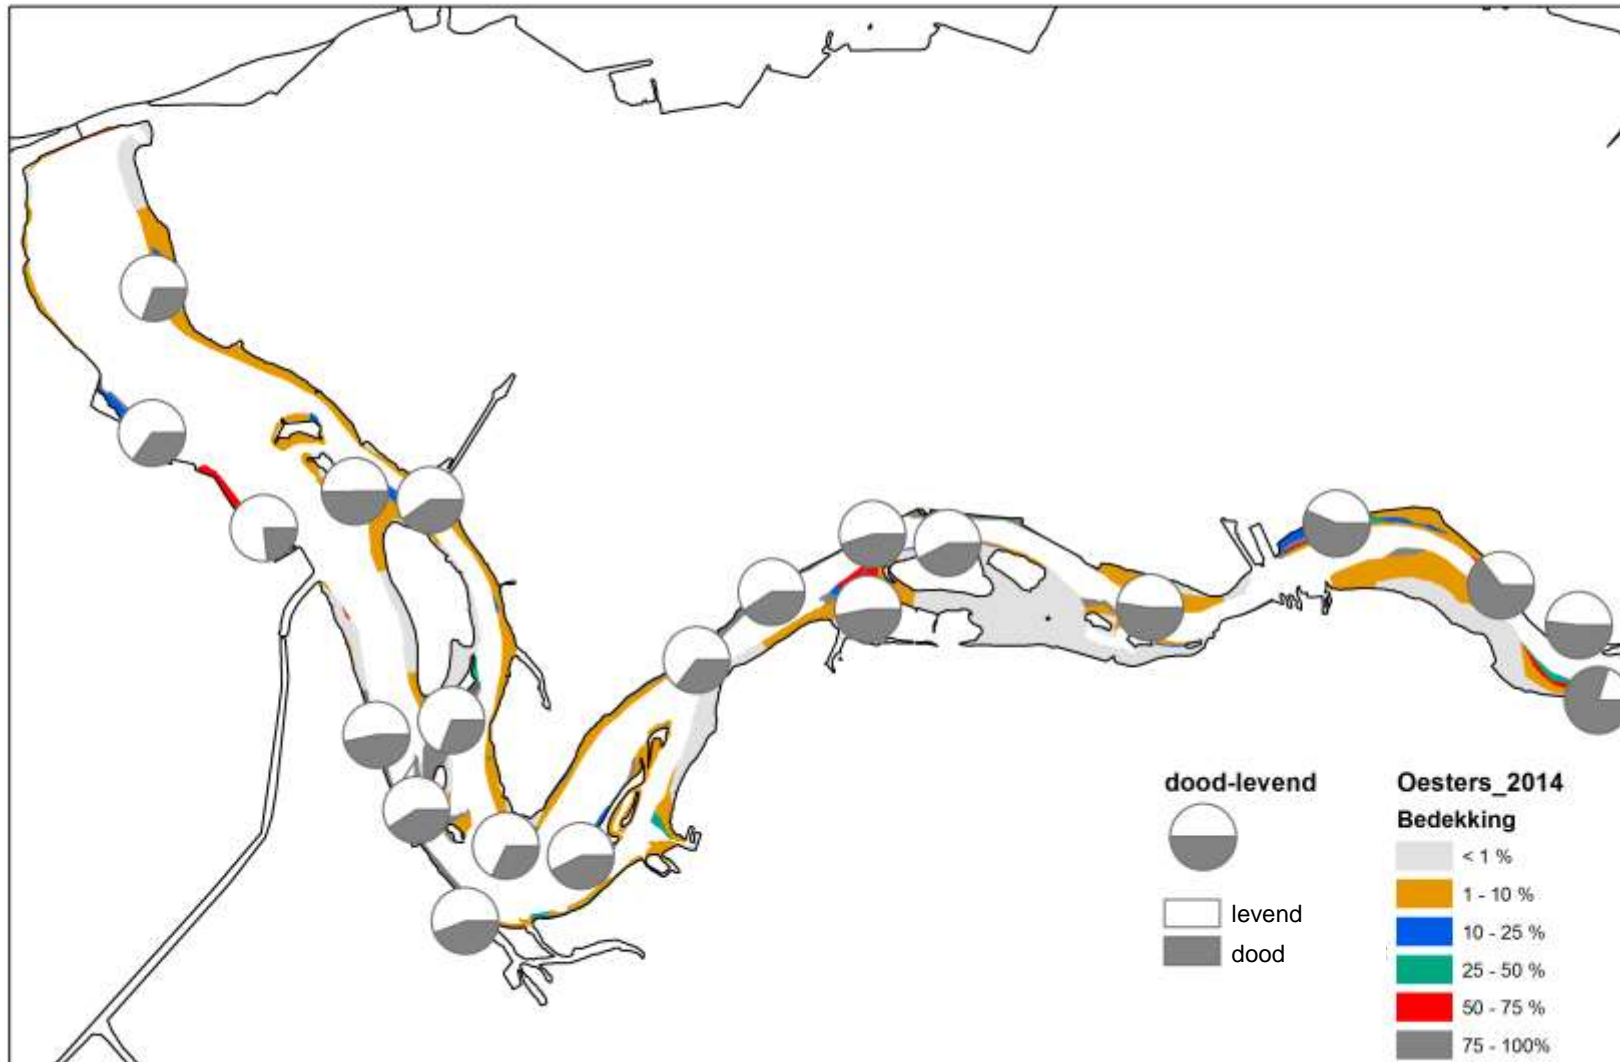 dood-levend
levend
dood
Oesters_2014
Bedekking
< 1 %
1 - 10 %
10 - 25 %
25 - 50 %
50 - 75 %
75 - 100%